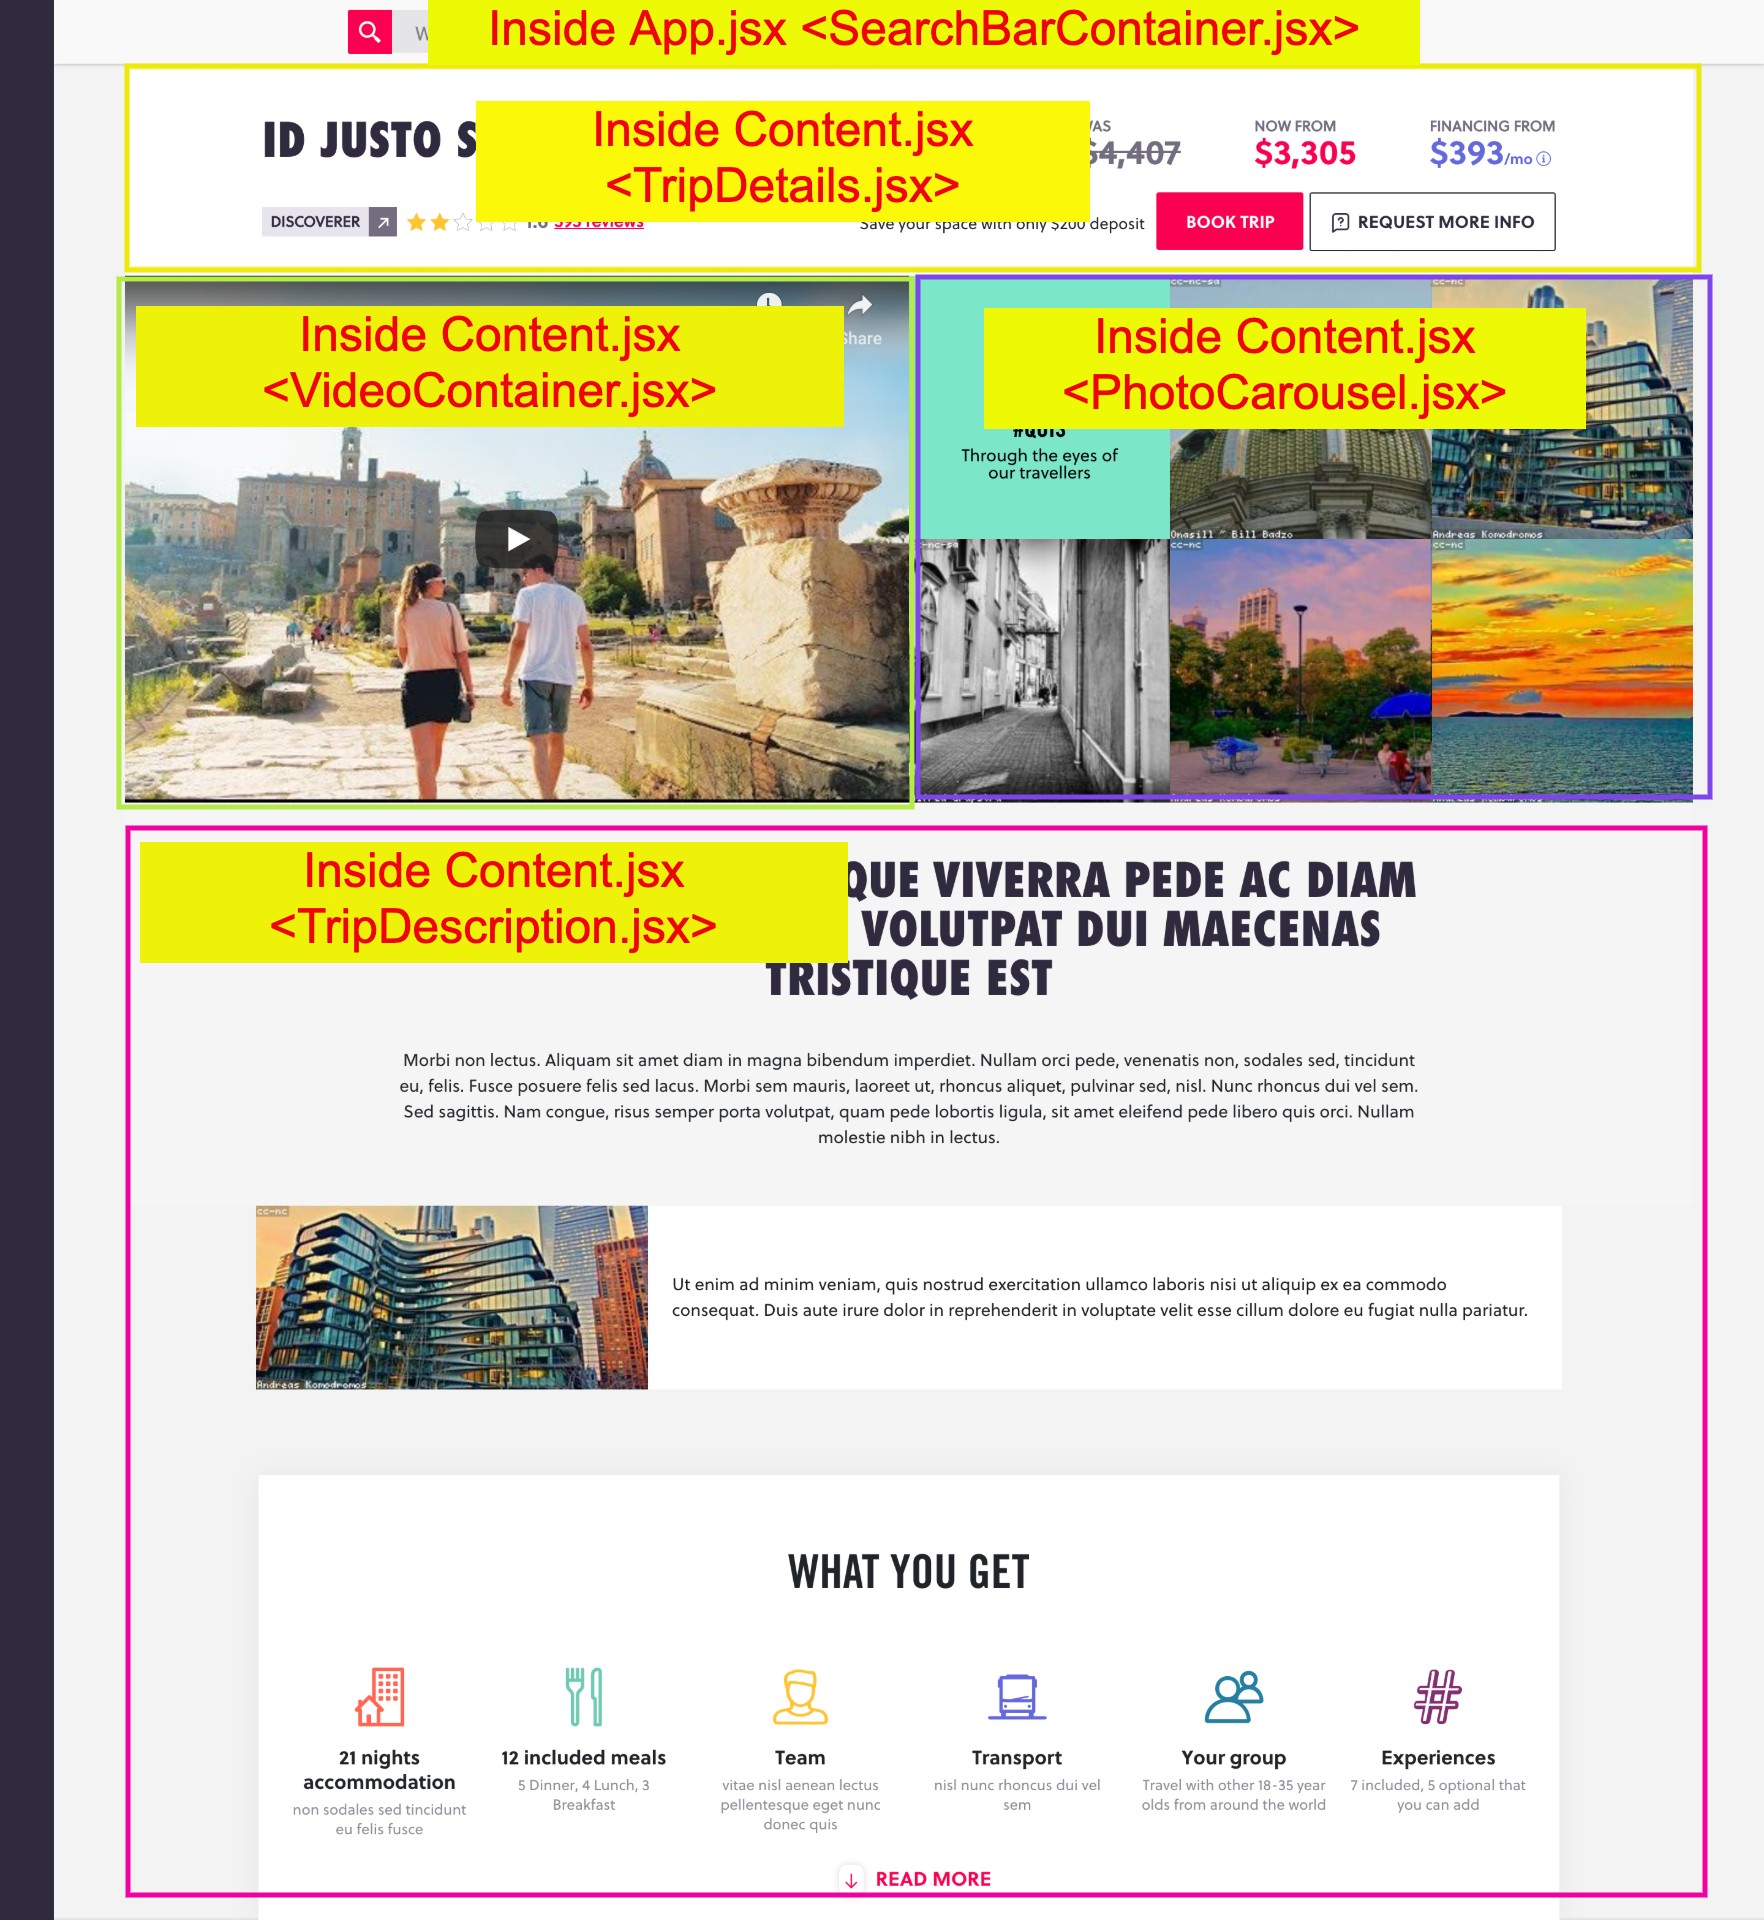 Inside App.jsx <SearchBarContainer.jsx>
ID JUSTO S
Inside Content.jsx
<TripDetails.jsx>
$4,407
NOW FROM
$3,305
FINANCING FROM
$393/mo
DISCOVERER
1.6 393 reviews
Save your space with only $200 deposit
BOOK TRIP
REQUEST MORE INFO
Inside Content.jsx
<VideoContainer.jsx>
Share
Inside Content.jsx
<PhotoCarousel.jsx>
cc-nc-sa
cc-nc
#QUIS
Through the eyes of
our travellers
Onasill ~ Bill Badzo
Andreas Komodromos
c-nc-sa
cc-nc
cc-nc
Inside Content.jsx
<TripDescription.jsx>
QUE VIVERRA PEDE AC DIAM
VOLUTPAT DUI MAECENAS
TRISTIQUE EST
Morbi non lectus. Aliquam sit amet diam in magna bibendum imperdiet. Nullam orci pede, venenatis non, sodales sed, tincidunt
eu, felis. Fusce posuere felis sed lacus. Morbi sem mauris, laoreet ut, rhoncus aliquet, pulvinar sed, nisl. Nunc rhoncus dui vel sem.
Sed sagittis. Nam congue, risus semper porta volutpat, quam pede lobortis ligula, sit amet eleifend pede libero quis orci. Nullam
molestie nibh in lectus.
cc-nc
Andreas Komodromos
Ut enim ad minim veniam, quis nostrud exercitation ullamco laboris nisi ut aliquip ex ea commodo
consequat. Duis aute irure dolor in reprehenderit in voluptate velit esse cillum dolore eu fugiat nulla pariatur.
WHAT YOU GET
21 nights
accommodation
non sodales sed tincidunt
eu felis fusce
12 included meals
5 Dinner, 4 Lunch, 3
Breakfast
Team
vitae nisl aenean lectus
pellentesque eget nunc
donec quis
Transport
nisl nunc rhoncus dui vel
sem
Your group
Travel with other 18-35 year
olds from around the world
Experiences
7 included, 5 optional that
you can add
READ MORE